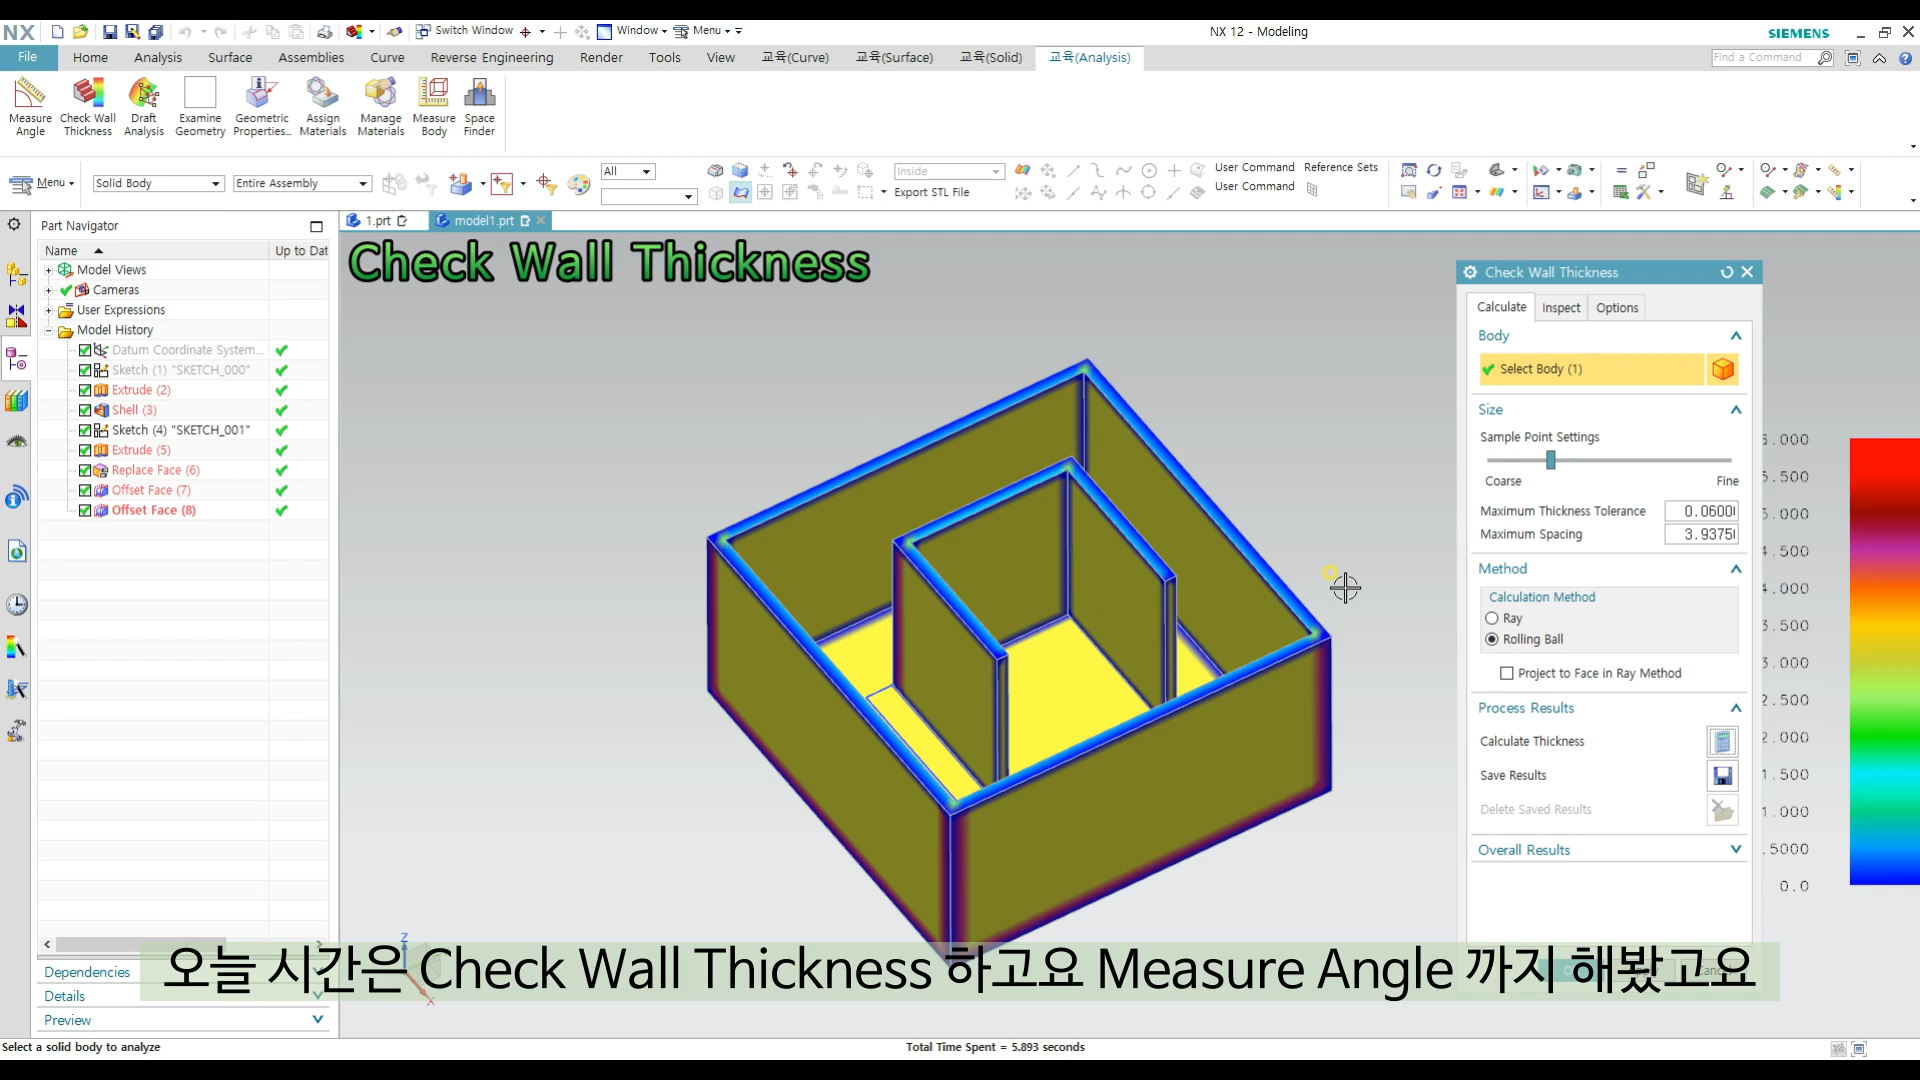 NX
Switch Window
Window
Menu
NX 12 - Modeling
SIEMENS
File
Home
Analysis
Surface
Assemblies
Curve
Reverse Engineering
Render
Tools
View
교육(Curve)
교육(Surface)
교육(Solid)
교육(Analysis)
Find a Command
Measure Angle
Check Wall Thickness
Draft Analysis
Examine Geometry
Geometric Properties...
Assign Materials
Manage Materials
Measure Body
Space Finder
Menu
Solid Body
Entire Assembly
All
Inside
Export STL File
User Command
Reference Sets
User Command
Part Navigator
1.prt
model1.prt
Name
Up to Dat
Model Views
Cameras
User Expressions
Model History
Datum Coordinate System...
Sketch (1) "SKETCH_000"
Extrude (2)
Shell (3)
Sketch (4) "SKETCH_001"
Extrude (5)
Replace Face (6)
Offset Face (7)
Offset Face (8)
Dependencies
Details
Preview
Check Wall Thickness
Z
X
Check Wall Thickness
Calculate
Inspect
Options
Body
Select Body (1)
Size
Sample Point Settings
Coarse
Fine
Maximum Thickness Tolerance
0.0600
Maximum Spacing
3.9375
Method
Calculation Method
Ray
Rolling Ball
Project to Face in Ray Method
Process Results
Calculate Thickness
Save Results
Delete Saved Results
Overall Results
6.000
5.500
5.000
4.500
4.000
3.500
3.000
2.500
2.000
1.500
1.000
.5000
0.0
오늘 시간은 Check Wall Thickness 하고요 Measure Angle 까지 해봤고요
Select a solid body to analyze
Total Time Spent = 5.893 seconds